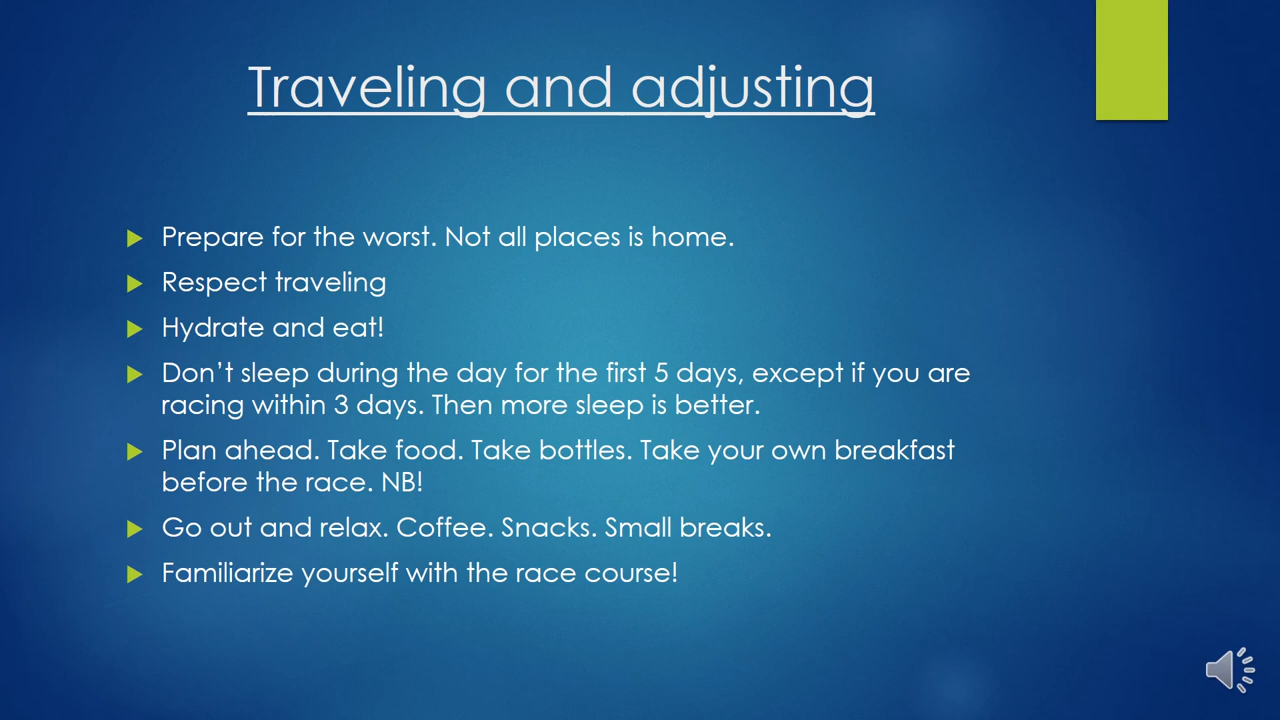 Traveling and adjusting
Prepare for the worst. Not all places is home.
Respect traveling
Hydrate and eat!
Don’t sleep during the day for the first 5 days, except if you are
racing within 3 days. Then more sleep is better.
Plan ahead. Take food. Take bottles. Take your own breakfast
before the race. NB!
Go out and relax. Coffee. Snacks. Small breaks.
Familiarize yourself with the race course!